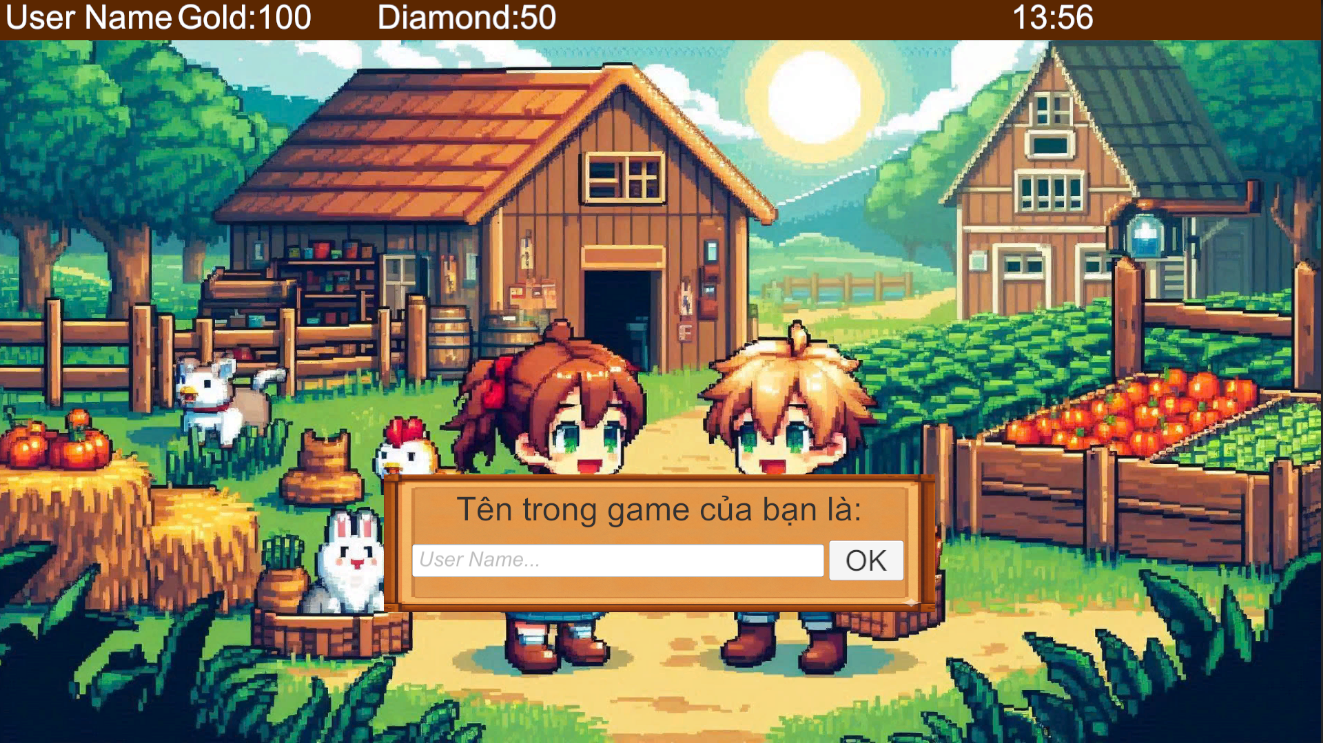 User Name Gold:100 Diamond:50 13:56
Tên trong game của bạn là:
User Name... OK